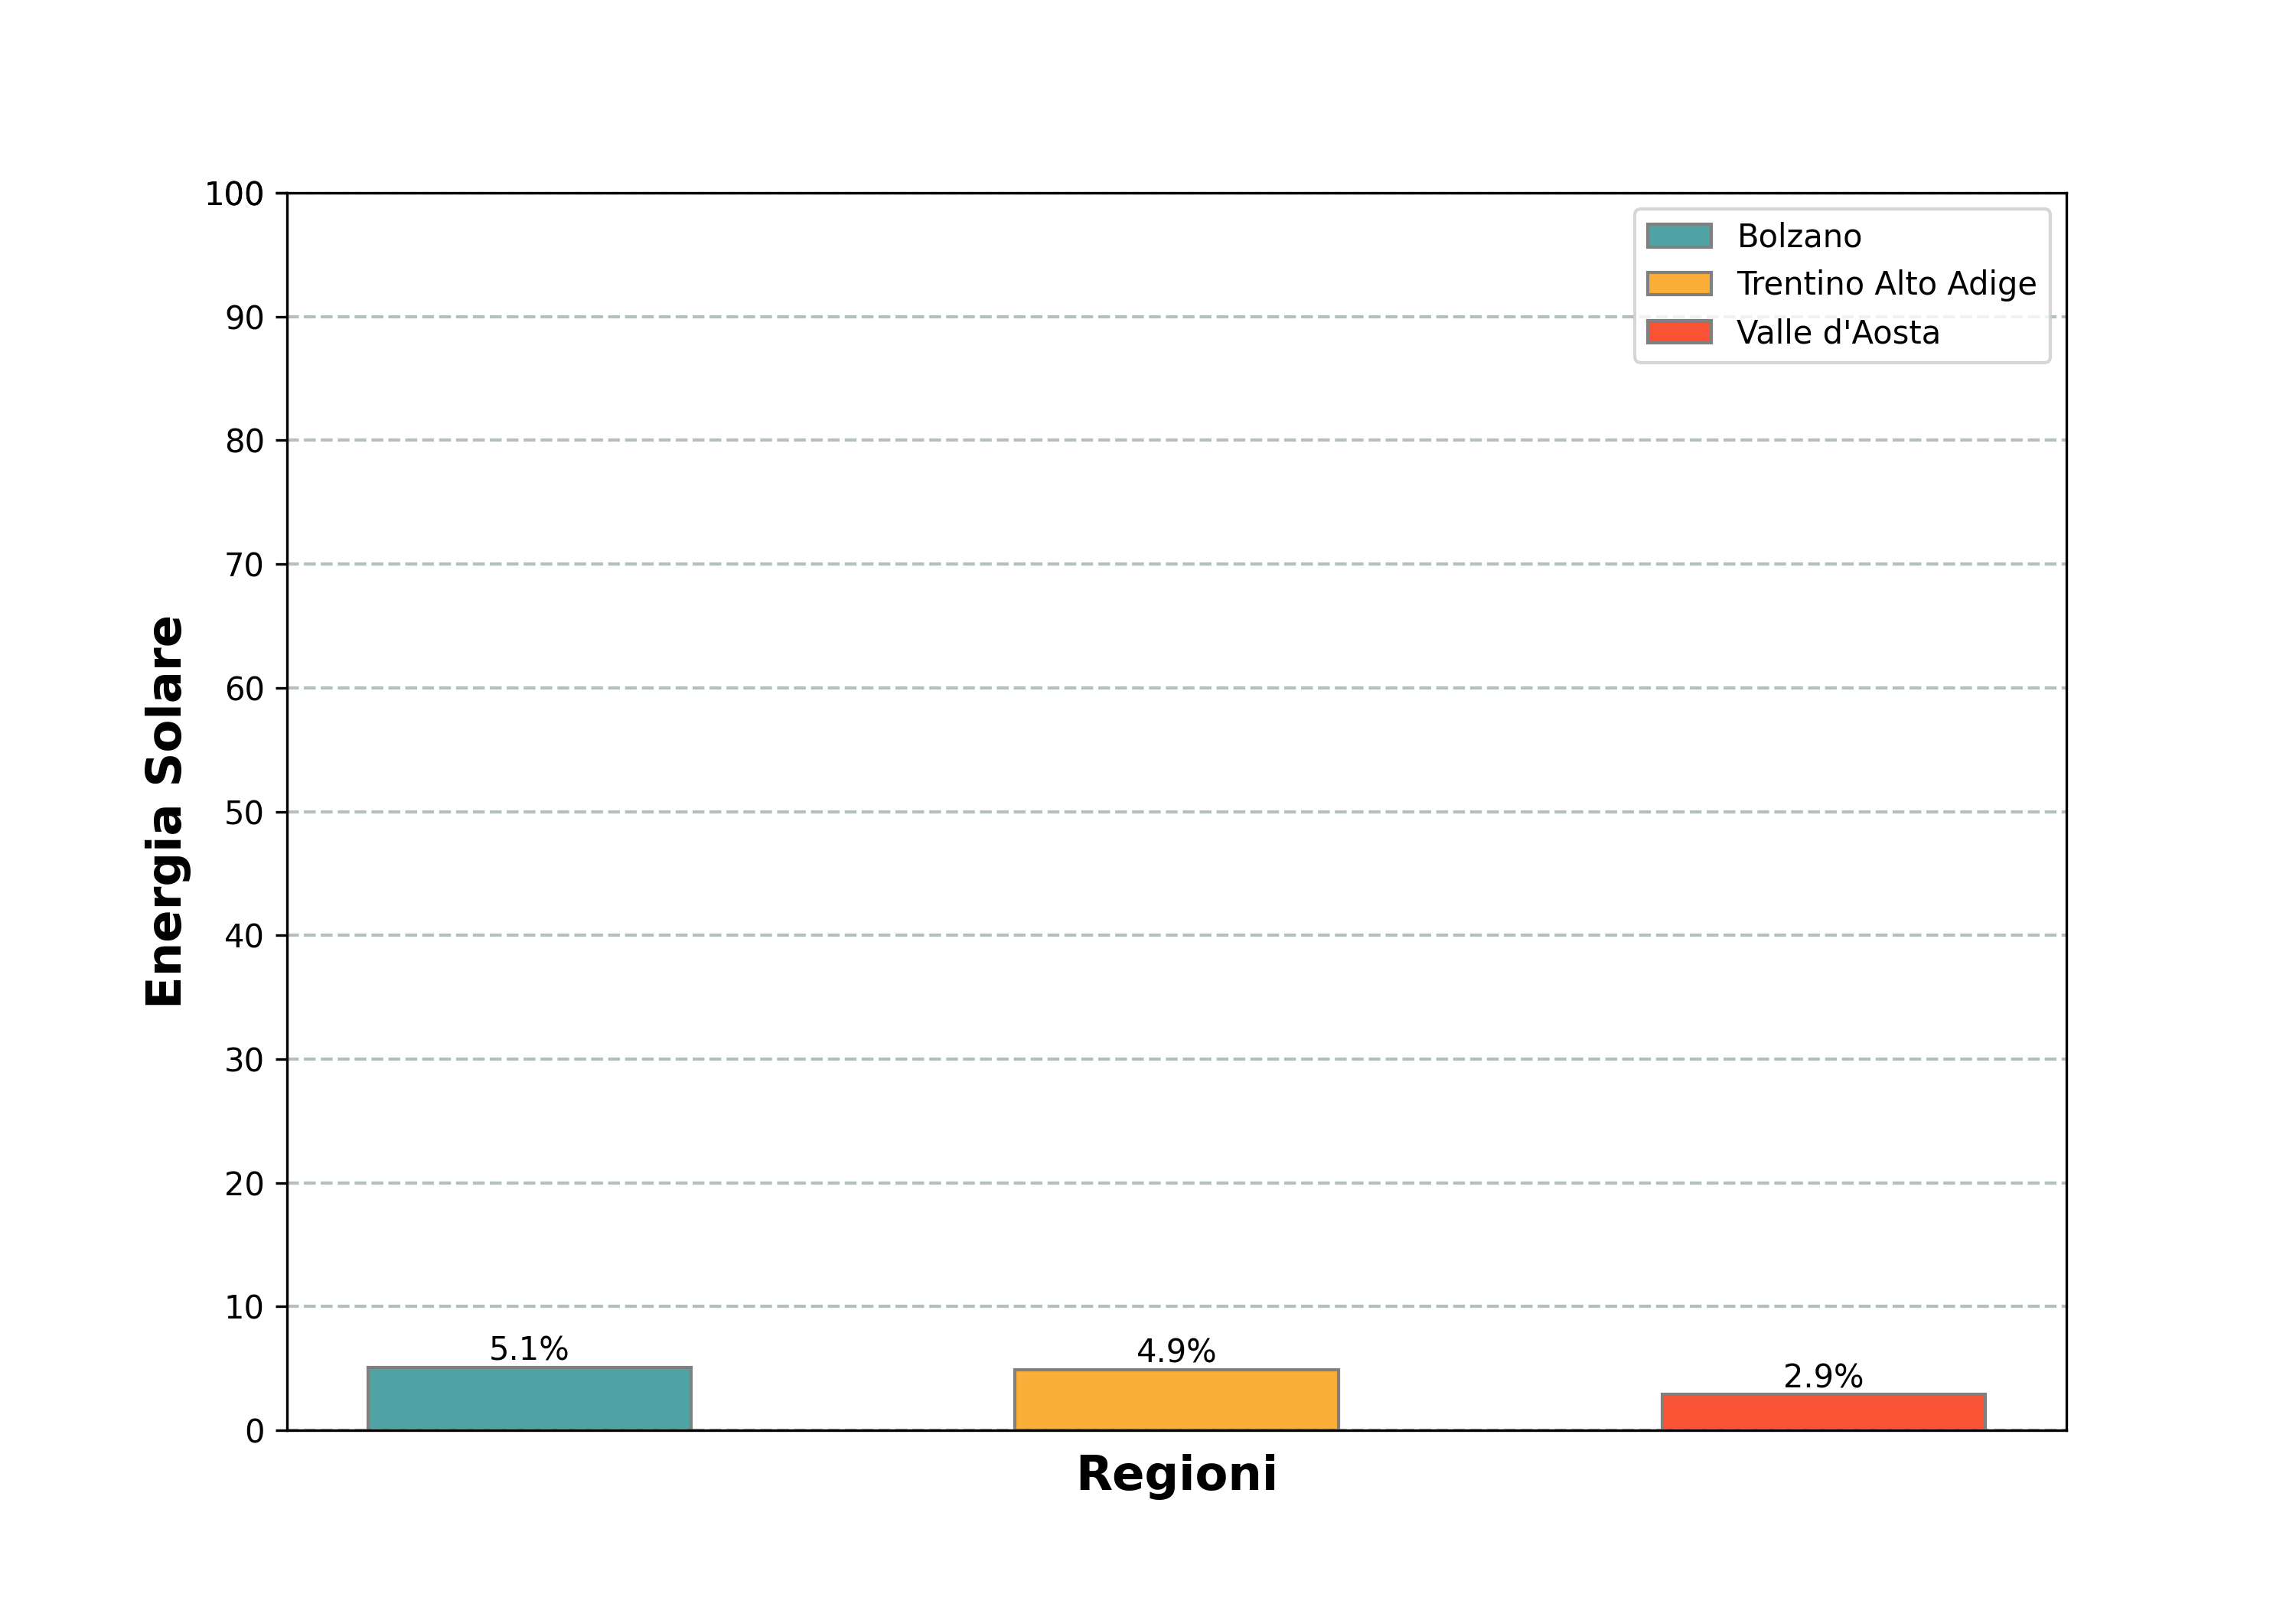 100
90
80
70
60
50
40
30
20
10
0
Energia Solare
Bolzano
Trentino Alto Adige
Valle d'Aosta
5.1%
4.9%
2.9%
Regioni